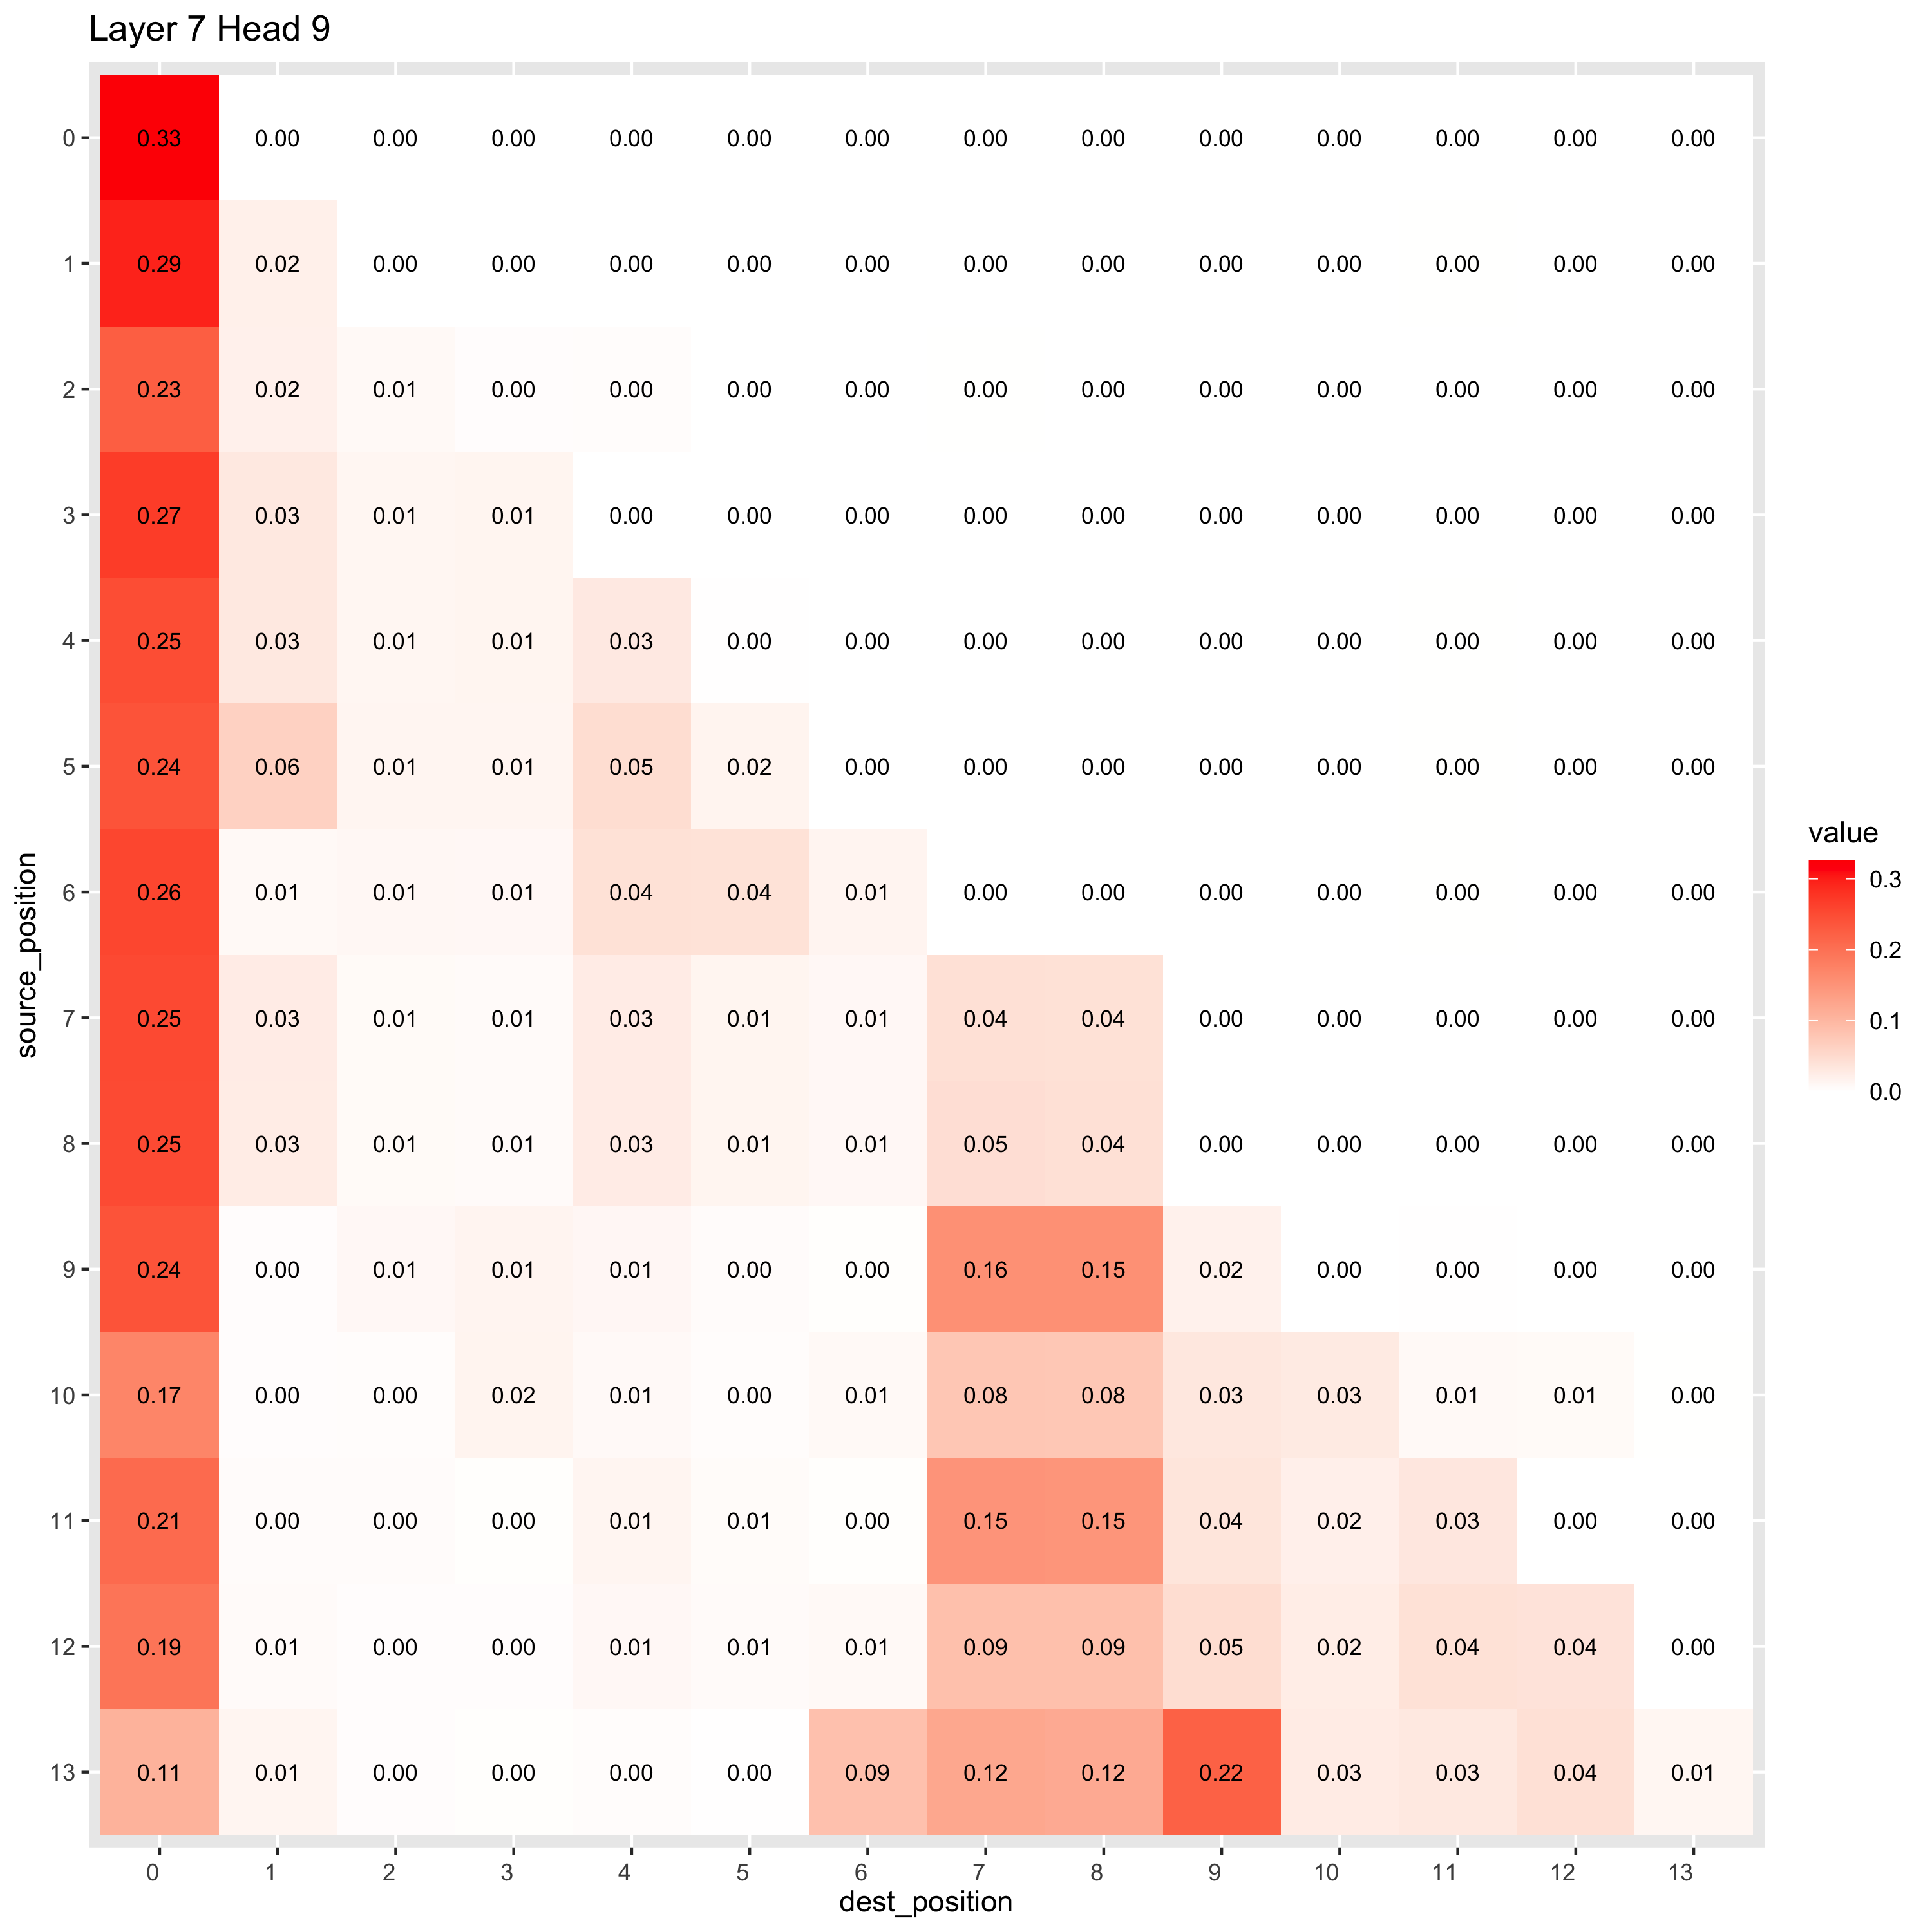 Layer 7 Head 9
0 0.33 0.00 0.00 0.00 0.00 0.00 0.00 0.00 0.00 0.00 0.00 0.00 0.00 0.00
1 0.29 0.02 0.00 0.00 0.00 0.00 0.00 0.00 0.00 0.00 0.00 0.00 0.00 0.00
2 0.23 0.02 0.01 0.00 0.00 0.00 0.00 0.00 0.00 0.00 0.00 0.00 0.00 0.00
3 0.27 0.03 0.01 0.01 0.00 0.00 0.00 0.00 0.00 0.00 0.00 0.00 0.00 0.00
4 0.25 0.03 0.01 0.01 0.03 0.00 0.00 0.00 0.00 0.00 0.00 0.00 0.00 0.00
5 0.24 0.06 0.01 0.01 0.05 0.02 0.00 0.00 0.00 0.00 0.00 0.00 0.00 0.00
6 0.26 0.01 0.01 0.01 0.04 0.04 0.01 0.00 0.00 0.00 0.00 0.00 0.00 0.00
7 0.25 0.03 0.01 0.01 0.03 0.01 0.01 0.04 0.04 0.00 0.00 0.00 0.00 0.00
8 0.25 0.03 0.01 0.01 0.03 0.01 0.01 0.05 0.04 0.00 0.00 0.00 0.00 0.00
9 0.24 0.00 0.01 0.01 0.01 0.00 0.00 0.16 0.15 0.02 0.00 0.00 0.00 0.00
10 0.17 0.00 0.00 0.02 0.01 0.00 0.01 0.08 0.08 0.03 0.03 0.01 0.01 0.00
11 0.21 0.00 0.00 0.00 0.01 0.01 0.00 0.15 0.15 0.04 0.02 0.03 0.00 0.00
12 0.19 0.01 0.00 0.00 0.01 0.01 0.01 0.09 0.09 0.05 0.02 0.04 0.04 0.00
13 0.11 0.01 0.00 0.00 0.00 0.00 0.09 0.12 0.12 0.22 0.03 0.03 0.04 0.01
0 1 2 3 4 5 6 7 8 9 10 11 12 13
dest_position
source_position
value
0.3
0.2
0.1
0.0